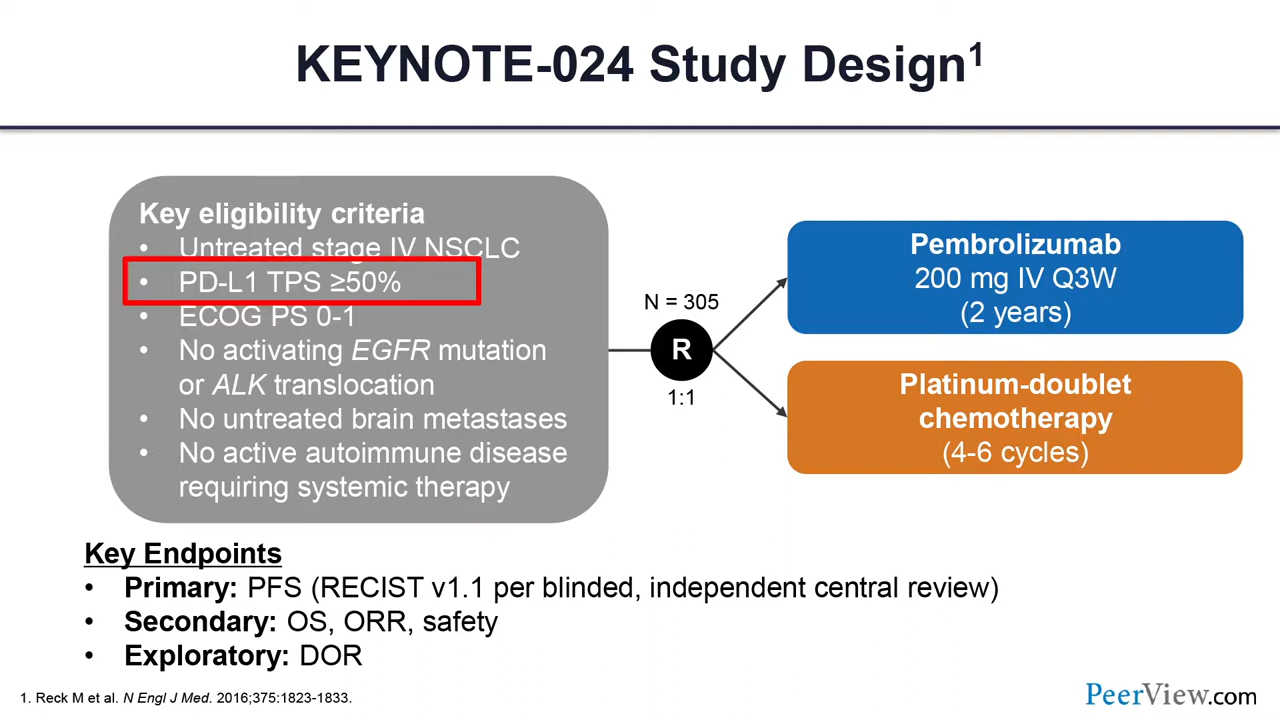 KEYNOTE-024 Study Design1
Key eligibility criteria
• Untreated stage IV NSCLC
• PD-L1 TPS ≥50%
• ECOG PS 0-1
• No activating EGFR mutation
or ALK translocation
• No untreated brain metastases
• No active autoimmune disease
requiring systemic therapy
N = 305
R
1:1
Pembrolizumab
200 mg IV Q3W
(2 years)
Platinum-doublet
chemotherapy
(4-6 cycles)
Key Endpoints
• Primary: PFS (RECIST v1.1 per blinded, independent central review)
• Secondary: OS, ORR, safety
• Exploratory: DOR
1. Reck M et al. N Engl J Med. 2016;375:1823-1833.
PeerView.com